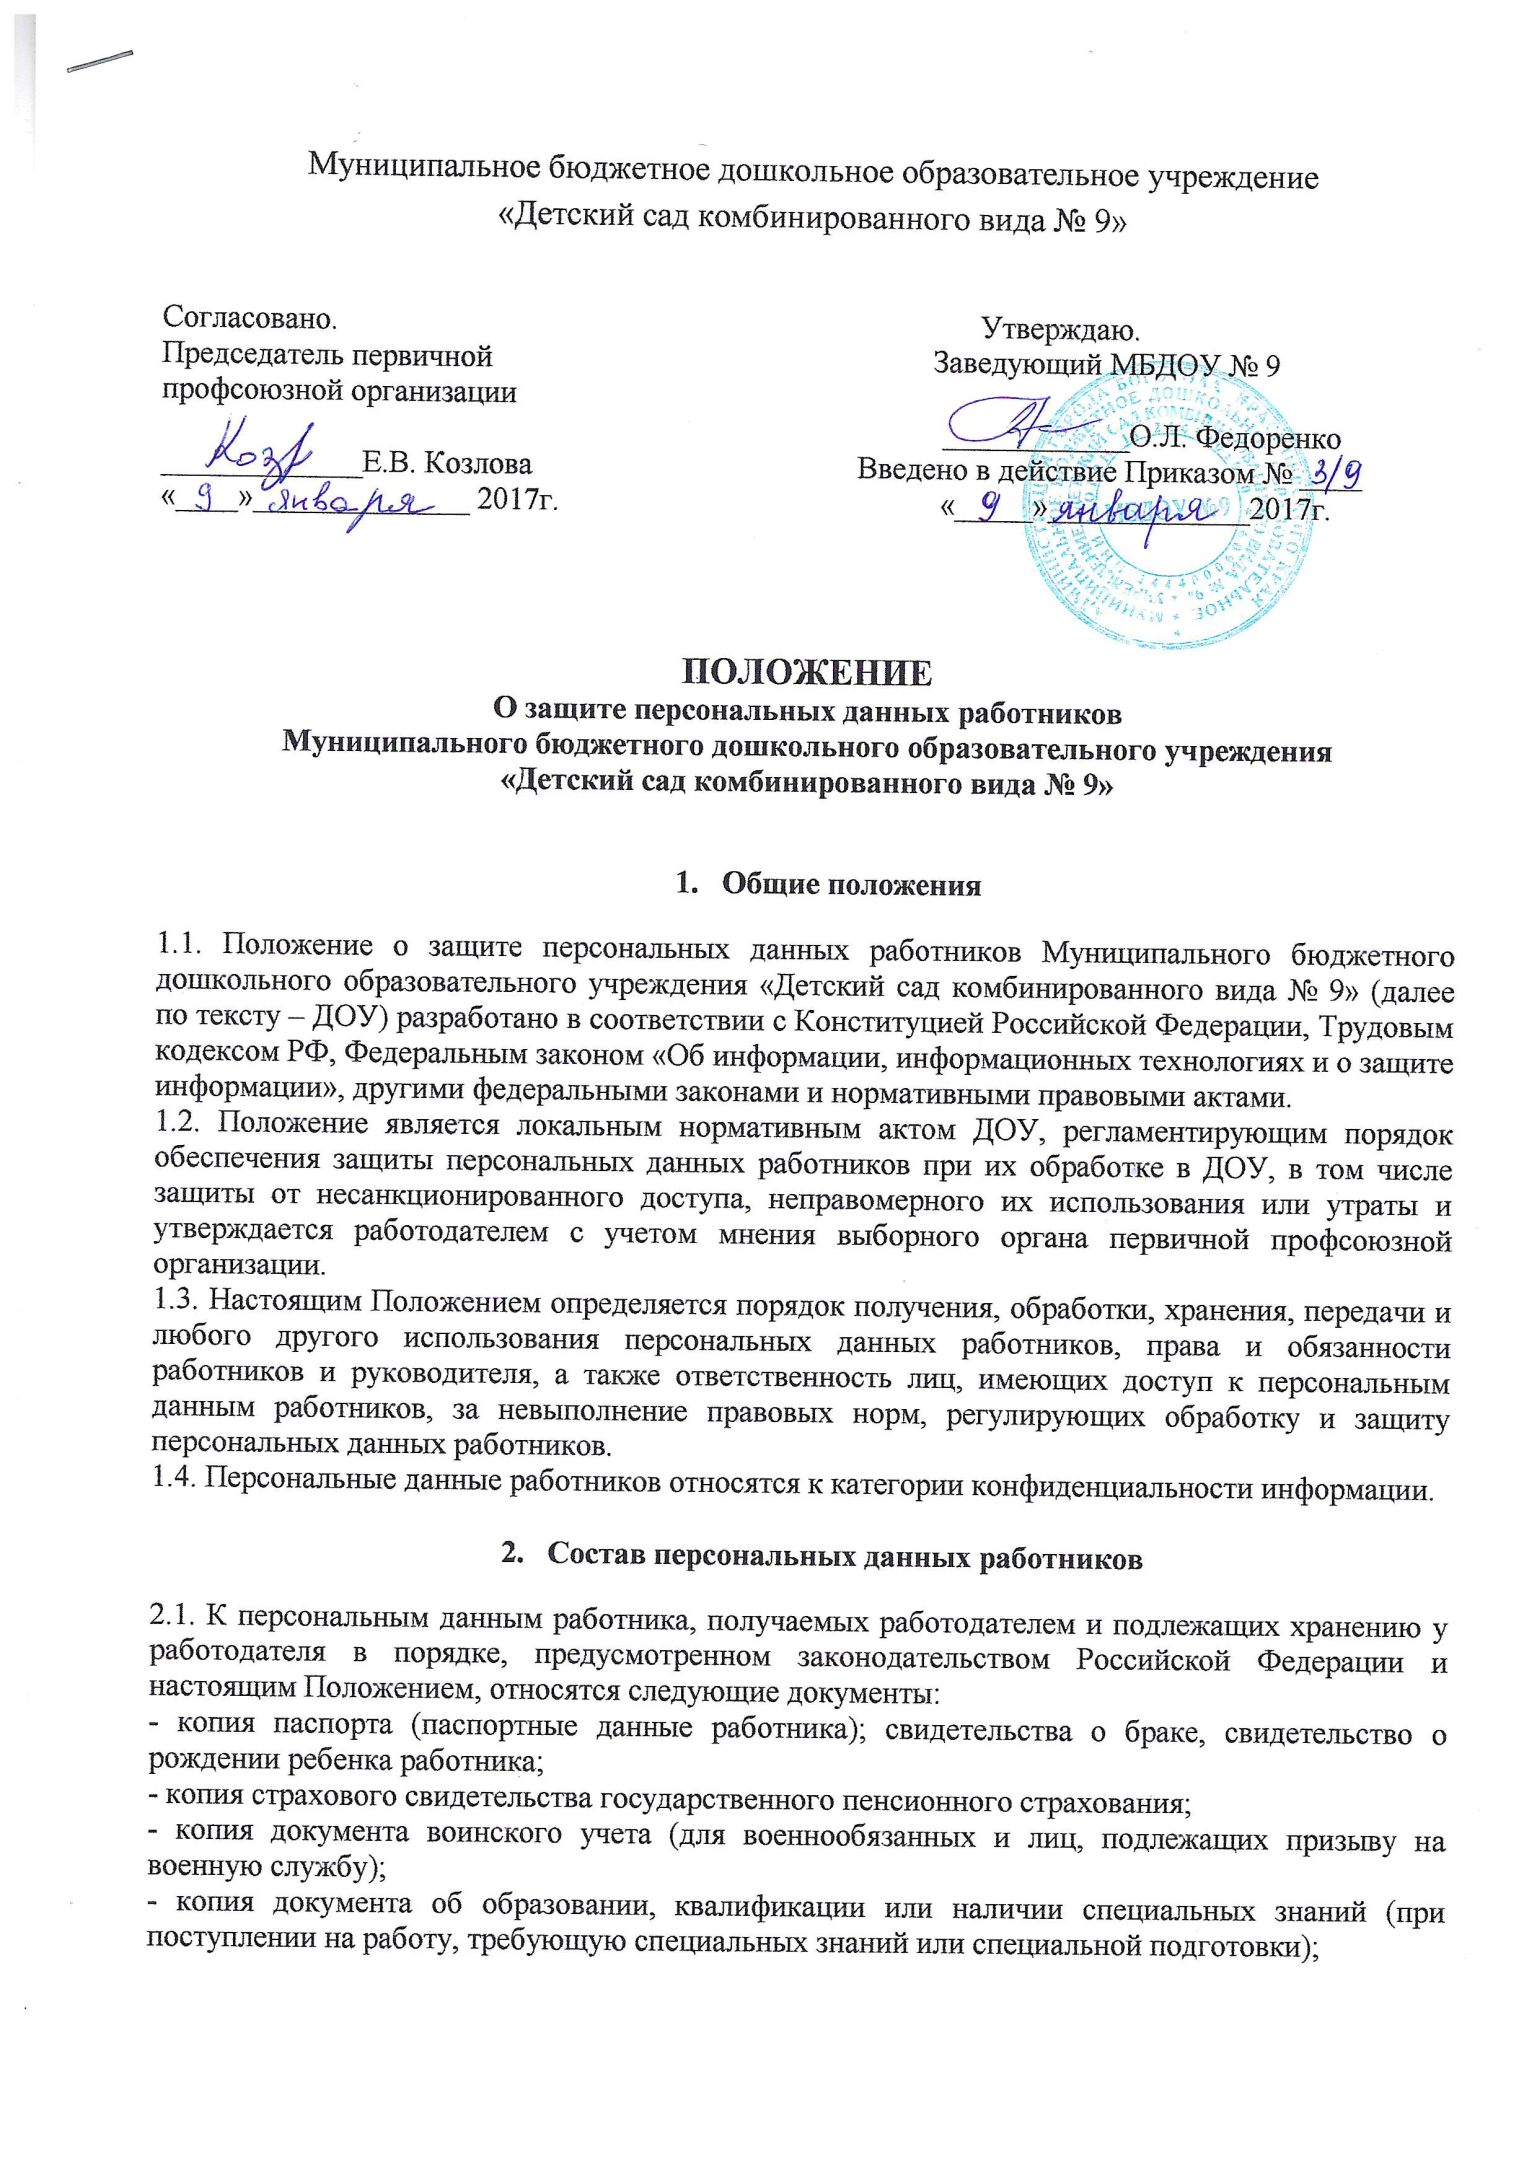 Муниципальное бюджетное дошкольное образовательное учреждение
«Детский сад комбинированного вида № 9»
Согласовано.
Председатель первичной
профсоюзной организации
Козл Е.В. Козлова
« 9 » января 2017г.
Утверждаю.
Заведующий МБДОУ № 9
О.Л. Федоренко
Введено в действие Приказом № 3/9
« 9 » января 2017г.
ПОЛОЖЕНИЕ
О защите персональных данных работников
Муниципального бюджетного дошкольного образовательного учреждения
«Детский сад комбинированного вида № 9»
1. Общие положения
1.1. Положение о защите персональных данных работников Муниципального бюджетного
дошкольного образовательного учреждения «Детский сад комбинированного вида № 9» (далее
по тексту – ДОУ) разработано в соответствии с Конституцией Российской Федерации, Трудовым
кодексом РФ, Федеральным законом «Об информации, информационных технологиях и о защите
информации», другими федеральными законами и нормативными правовыми актами.
1.2. Положение является локальным нормативным актом ДОУ, регламентирующим порядок
обеспечения защиты персональных данных работников при их обработке в ДОУ, в том числе
защиты от несанкционированного доступа, неправомерного их использования или утраты и
утверждается работодателем с учетом мнения выборного органа первичной профсоюзной
организации.
1.3. Настоящим Положением определяется порядок получения, обработки, хранения, передачи и
любого другого использования персональных данных работников, права и обязанности
работников и руководителя, а также ответственность лиц, имеющих доступ к персональным
данным работников, за невыполнение правовых норм, регулирующих обработку и защиту
персональных данных работников.
1.4. Персональные данные работников относятся к категории конфиденциальности информации.
2. Состав персональных данных работников
2.1. К персональным данным работника, получаемых работодателем и подлежащих хранению у
работодателя в порядке, предусмотренном законодательством Российской Федерации и
настоящим Положением, относятся следующие документы:
- копия паспорта (паспортные данные работника); свидетельства о браке, свидетельство о
рождении ребенка работника;
- копия страхового свидетельства государственного пенсионного страхования;
- копия документа воинского учета (для военнообязанных и лиц, подлежащих призыву на
военную службу);
- копия документа об образовании, квалификации или наличии специальных знаний (при
поступлении на работу, требующую специальных знаний или специальной подготовки);